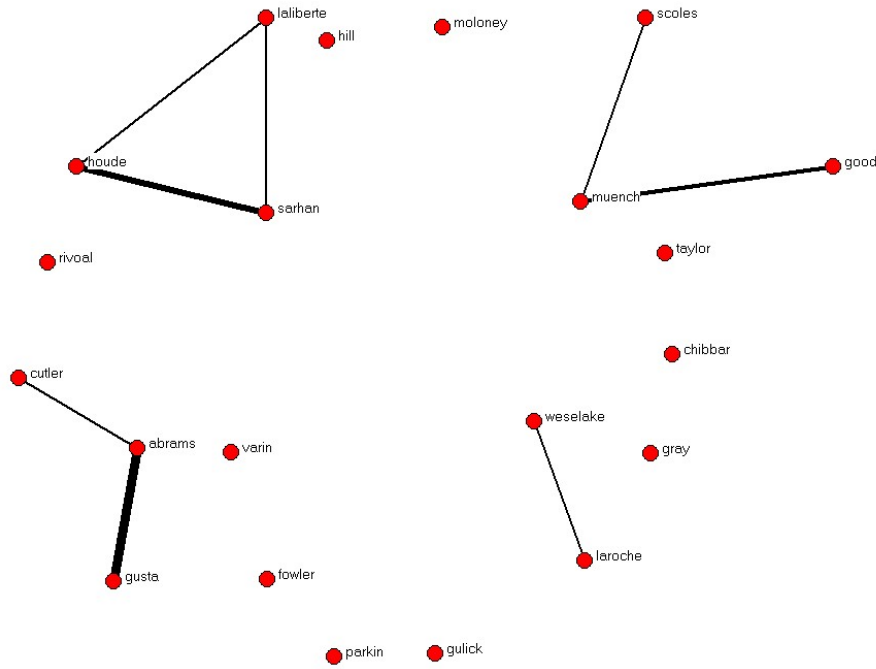 laliberte
hill
moloney
scoles
houde
good
muench
sarhan
taylor
rivoal
chibbar
cutler
weselake
abrams
varin
gray
laroche
gusta
fowler
parkin
gulick